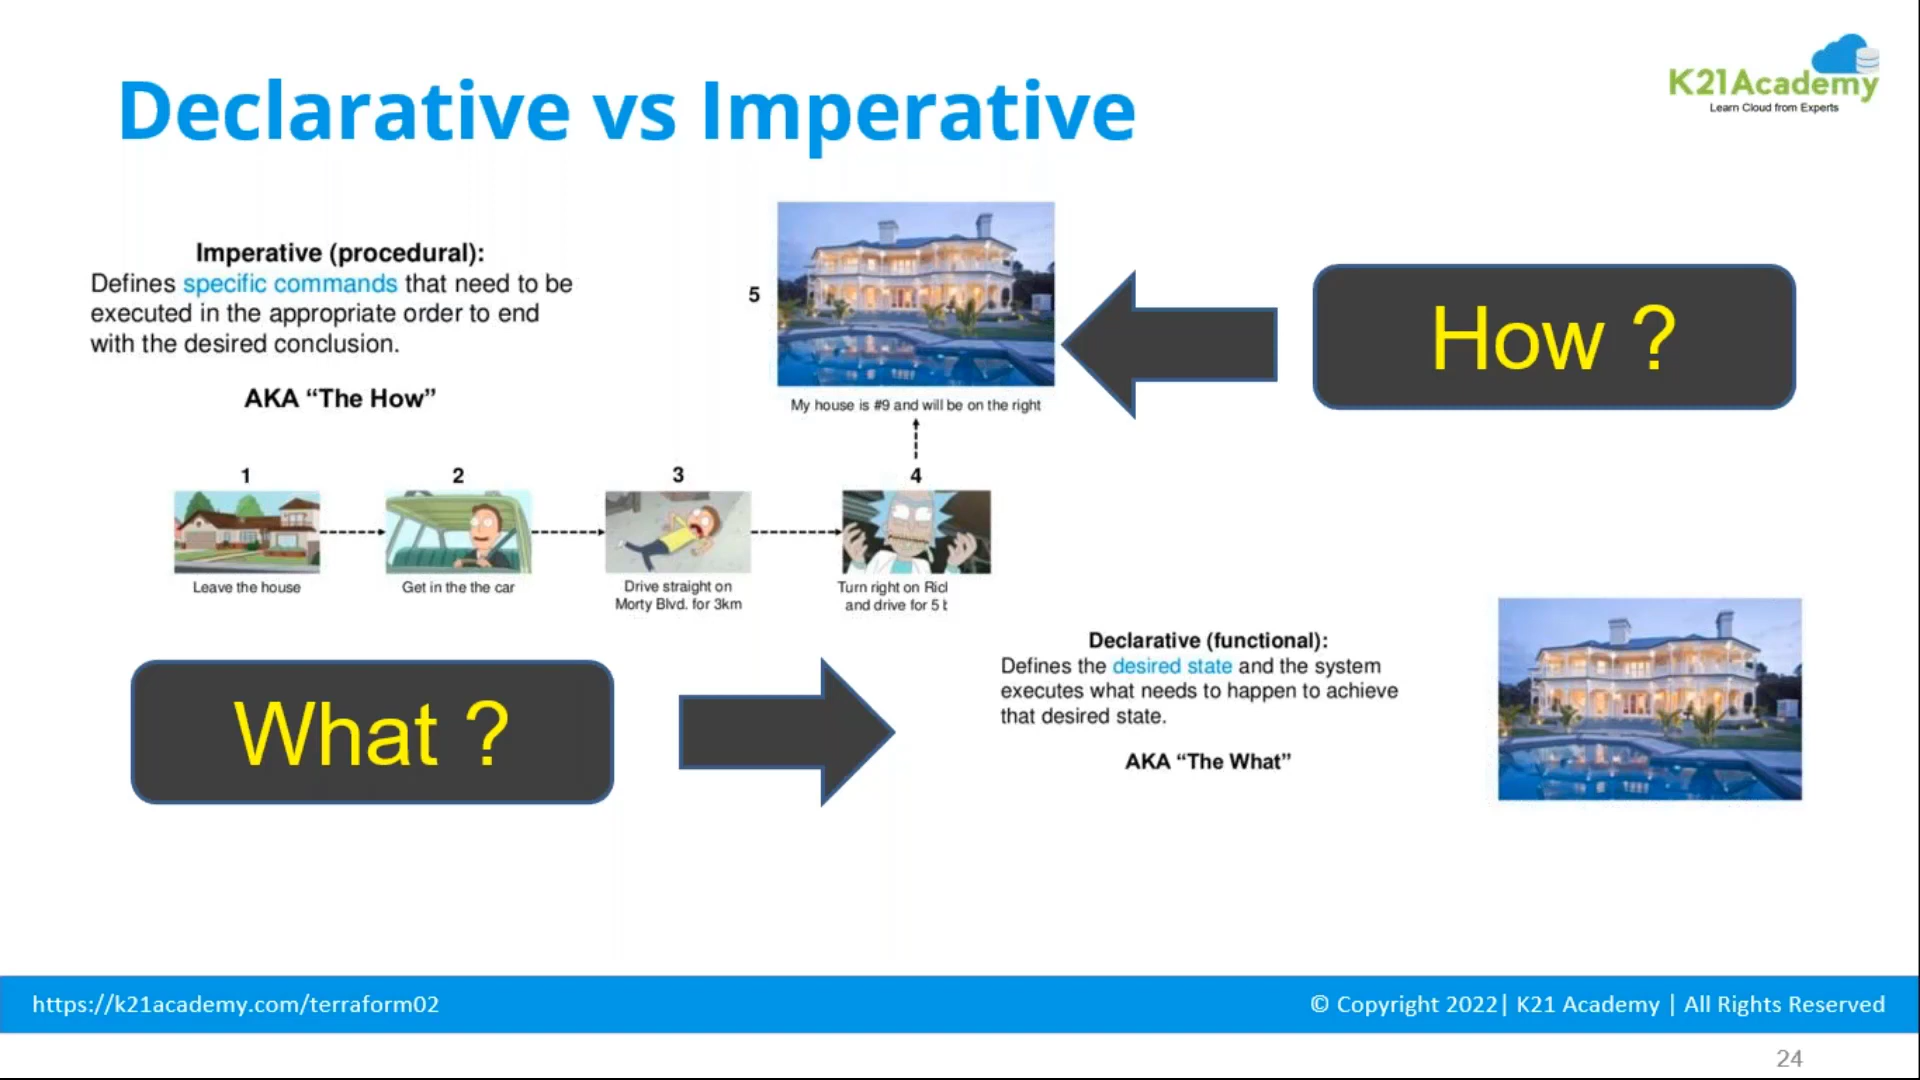 Declarative vs Imperative
K21Academy
Learn Cloud from Experts
Imperative (procedural):
Defines specific commands that need to be
executed in the appropriate order to end
with the desired conclusion.
AKA “The How”
5
My house is #9 and will be on the right
How ?
1
2
3
4
Leave the house
Get in the the car
Drive straight on
Morty Blvd. for 3km
Turn right on
and drive for 5
What ?
Declarative (functional):
Defines the desired state and the system
executes what needs to happen to achieve
that desired state.
AKA “The What”
https://k21academy.com/terraform02
© Copyright 2022| K21 Academy | All Rights Reserved
24